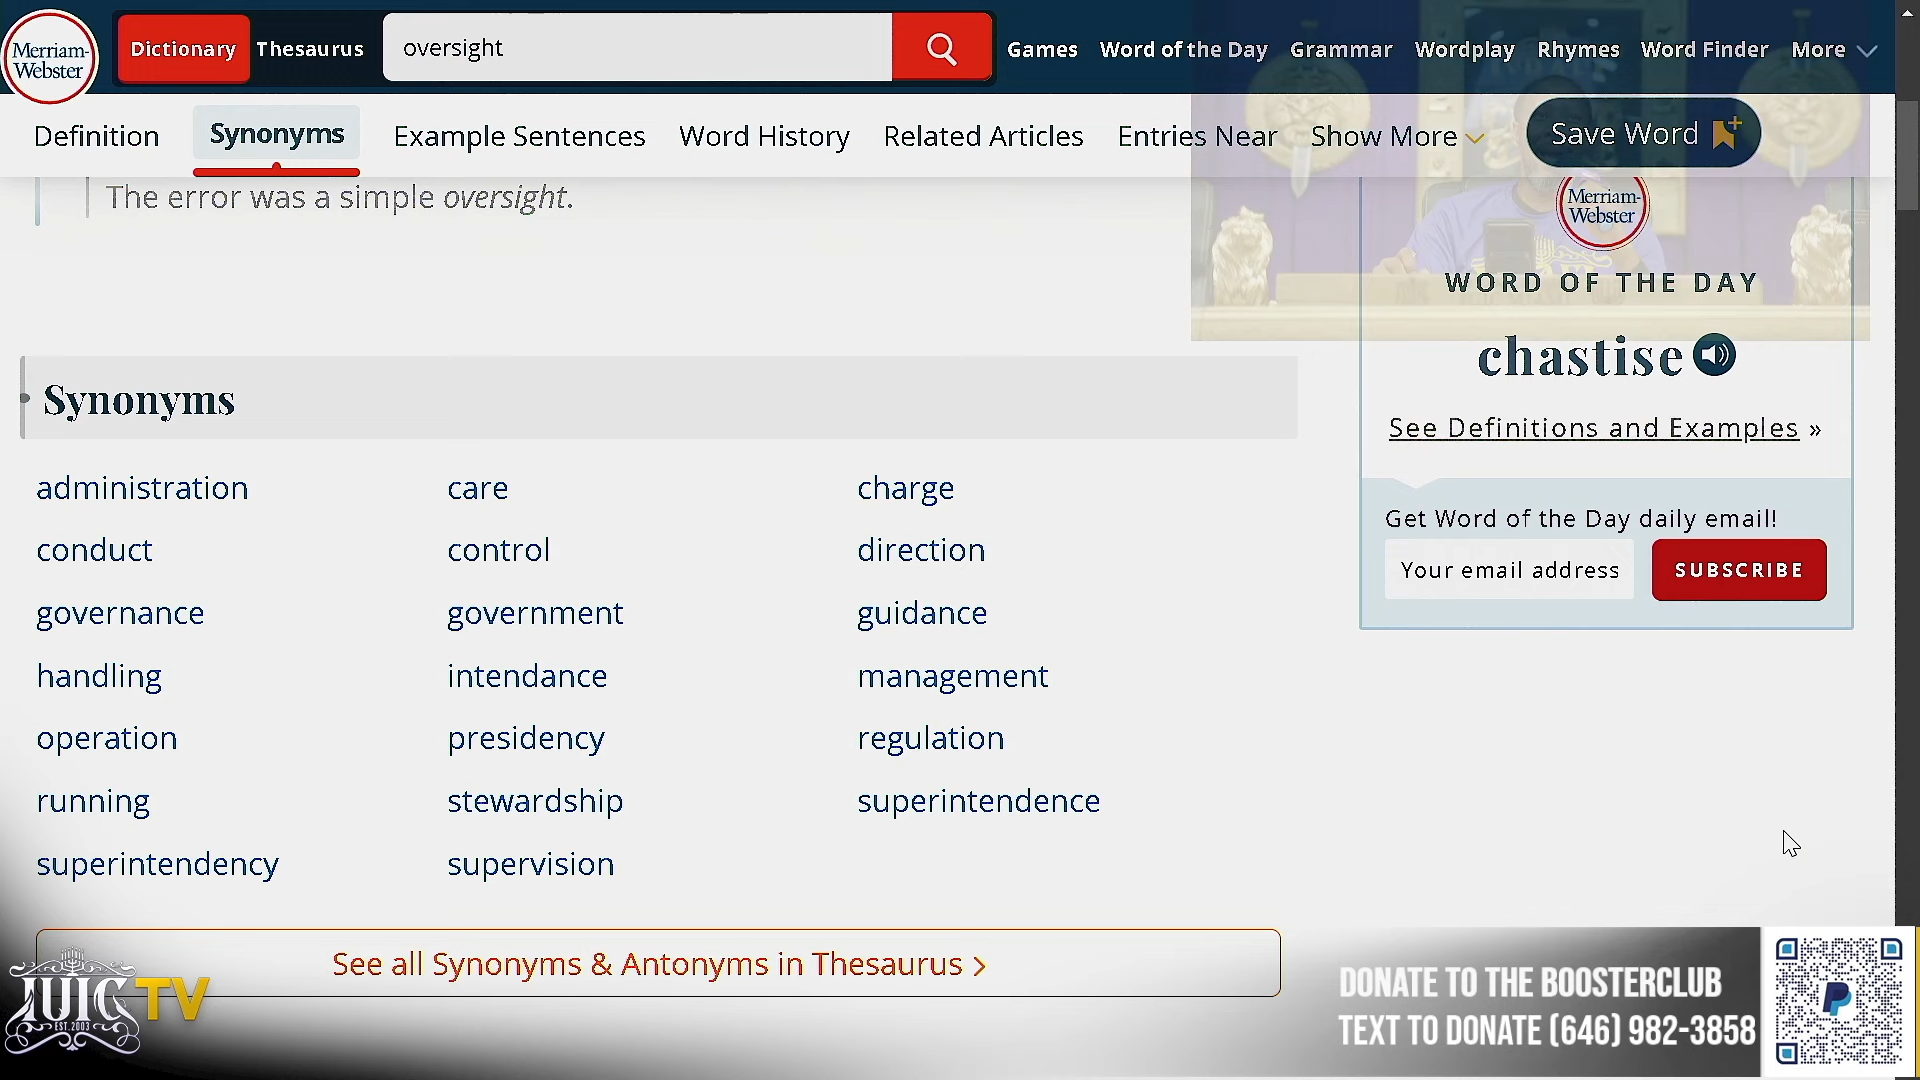 Merriam-
Webster
Dictionary
Thesaurus
oversight
Games
Word of the Day
Grammar
Wordplay
Rhymes
Word Finder
More
Definition
Synonyms
Example Sentences
Word History
Related Articles
Entries Near
Show More
Save Word
The error was a simple oversight.
Merriam-
Webster
WORD OF THE DAY
chastise
See Definitions and Examples »
Get Word of the Day daily email!
Your email address
SUBSCRIBE
Synonyms
administration
care
charge
conduct
control
direction
governance
government
guidance
handling
intendance
management
operation
presidency
regulation
running
stewardship
superintendence
superintendency
supervision
See all Synonyms & Antonyms in Thesaurus >
IUIC TV
EST. 2003
DONATE TO THE BOOSTERCLUB
TEXT TO DONATE (646) 982-3858